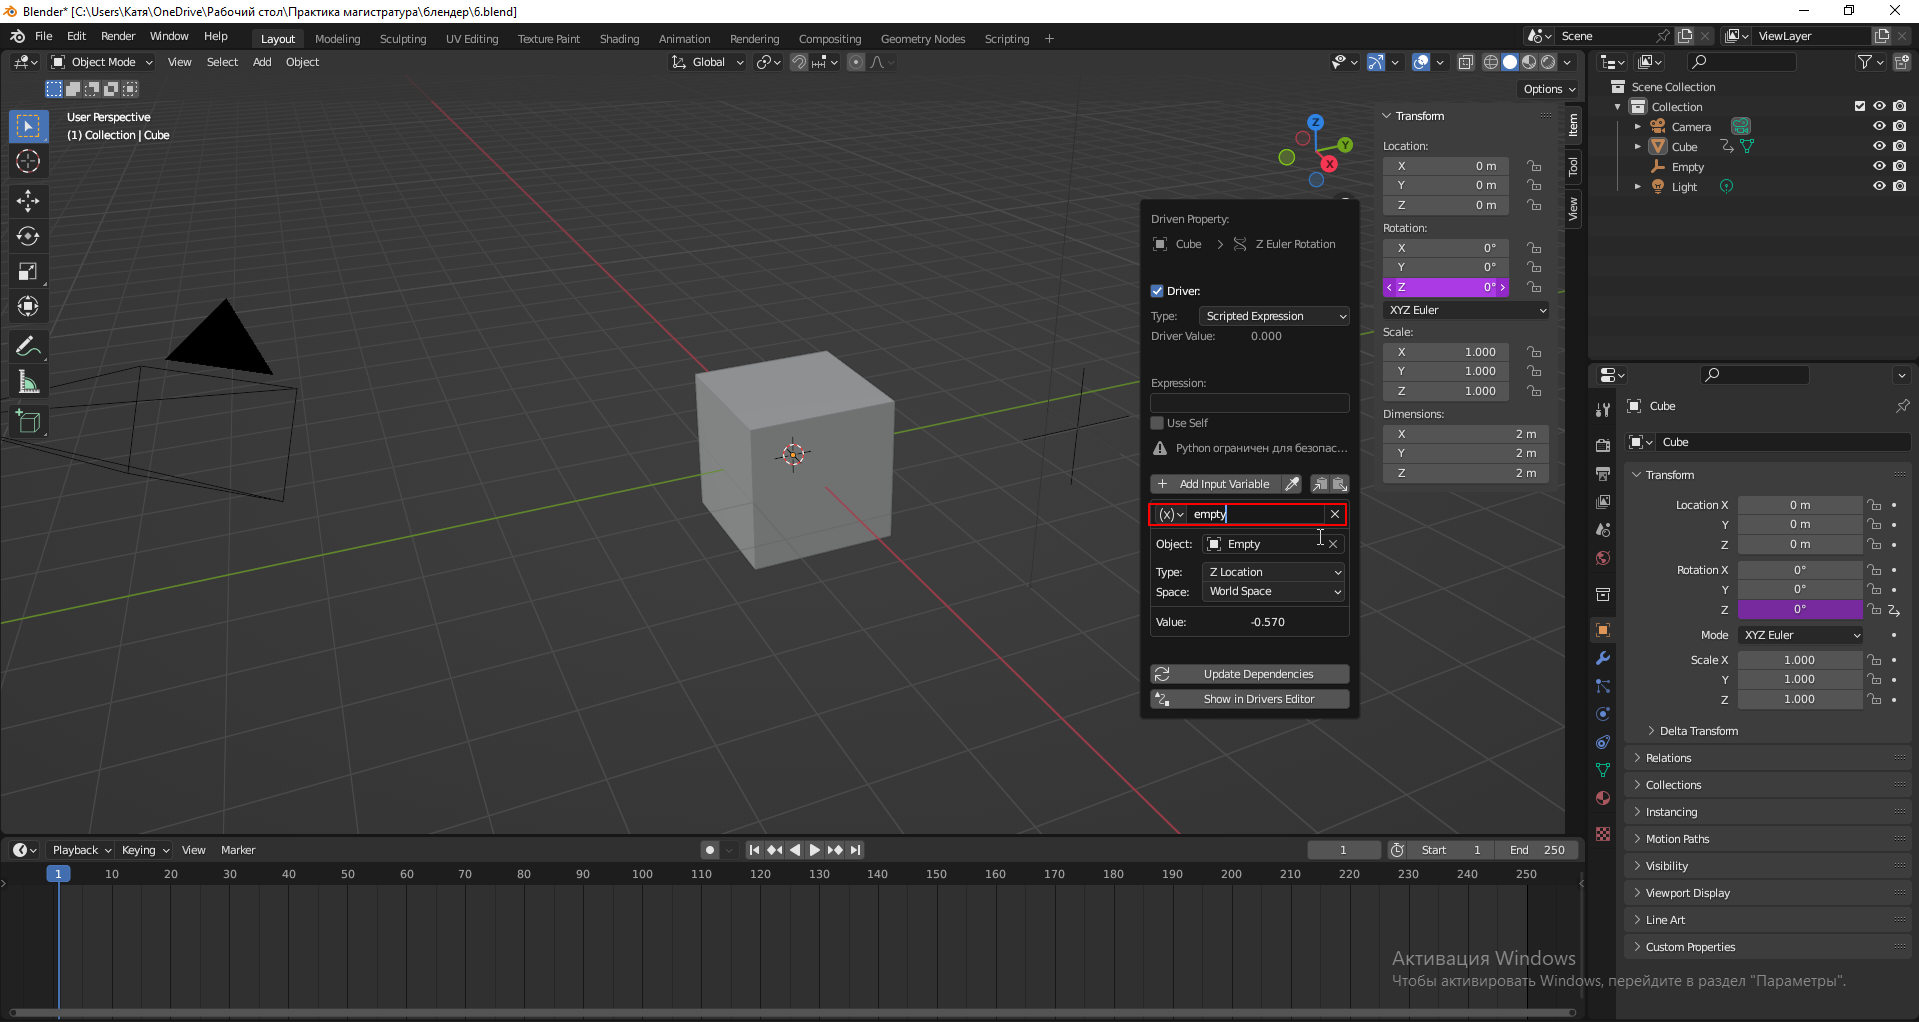 Blender* [C:\Users\Катя\OneDrive\Рабочий стол\Практика магистратура\блендер\6.blend]
File Edit Render Window Help Layout Modeling Sculpting UV Editing Texture Paint Shading Animation Rendering Compositing Geometry Nodes Scripting + Scene ViewLayer
Object Mode View Select Add Object Global
Options
User Perspective
(1) Collection | Cube
Z
Y
X
Transform
Location:
X 0 m
Y 0 m
Z 0 m
Rotation:
X 0°
Y 0°
Z 0°
XYZ Euler
Scale:
X 1.000
Y 1.000
Z 1.000
Dimensions:
X 2 m
Y 2 m
Z 2 m
Item
Tool
View
Driven Property:
Cube > Z Euler Rotation
Driver:
Type: Scripted Expression
Driver Value: 0.000
Expression:
Use Self
Python ограничен для безопас...
+ Add Input Variable
(x) empty
Object: Empty
Type: Z Location
Space: World Space
Value: -0.570
Update Dependencies
Show in Drivers Editor
Scene Collection
Collection
Camera
Cube
Empty
Light
Cube
Cube
Transform
Location X 0 m
Y 0 m
Z 0 m
Rotation X 0°
Y 0°
Z 0°
Mode XYZ Euler
Scale X 1.000
Y 1.000
Z 1.000
Delta Transform
Relations
Collections
Instancing
Motion Paths
Visibility
Viewport Display
Line Art
Custom Properties
Playback Keying View Marker 1 Start 1 End 250
1 10 20 30 40 50 60 70 80 90 100 110 120 130 140 150 160 170 180 190 200 210 220 230 240 250
Активация Windows
Чтобы активировать Windows, перейдите в раздел "Параметры".